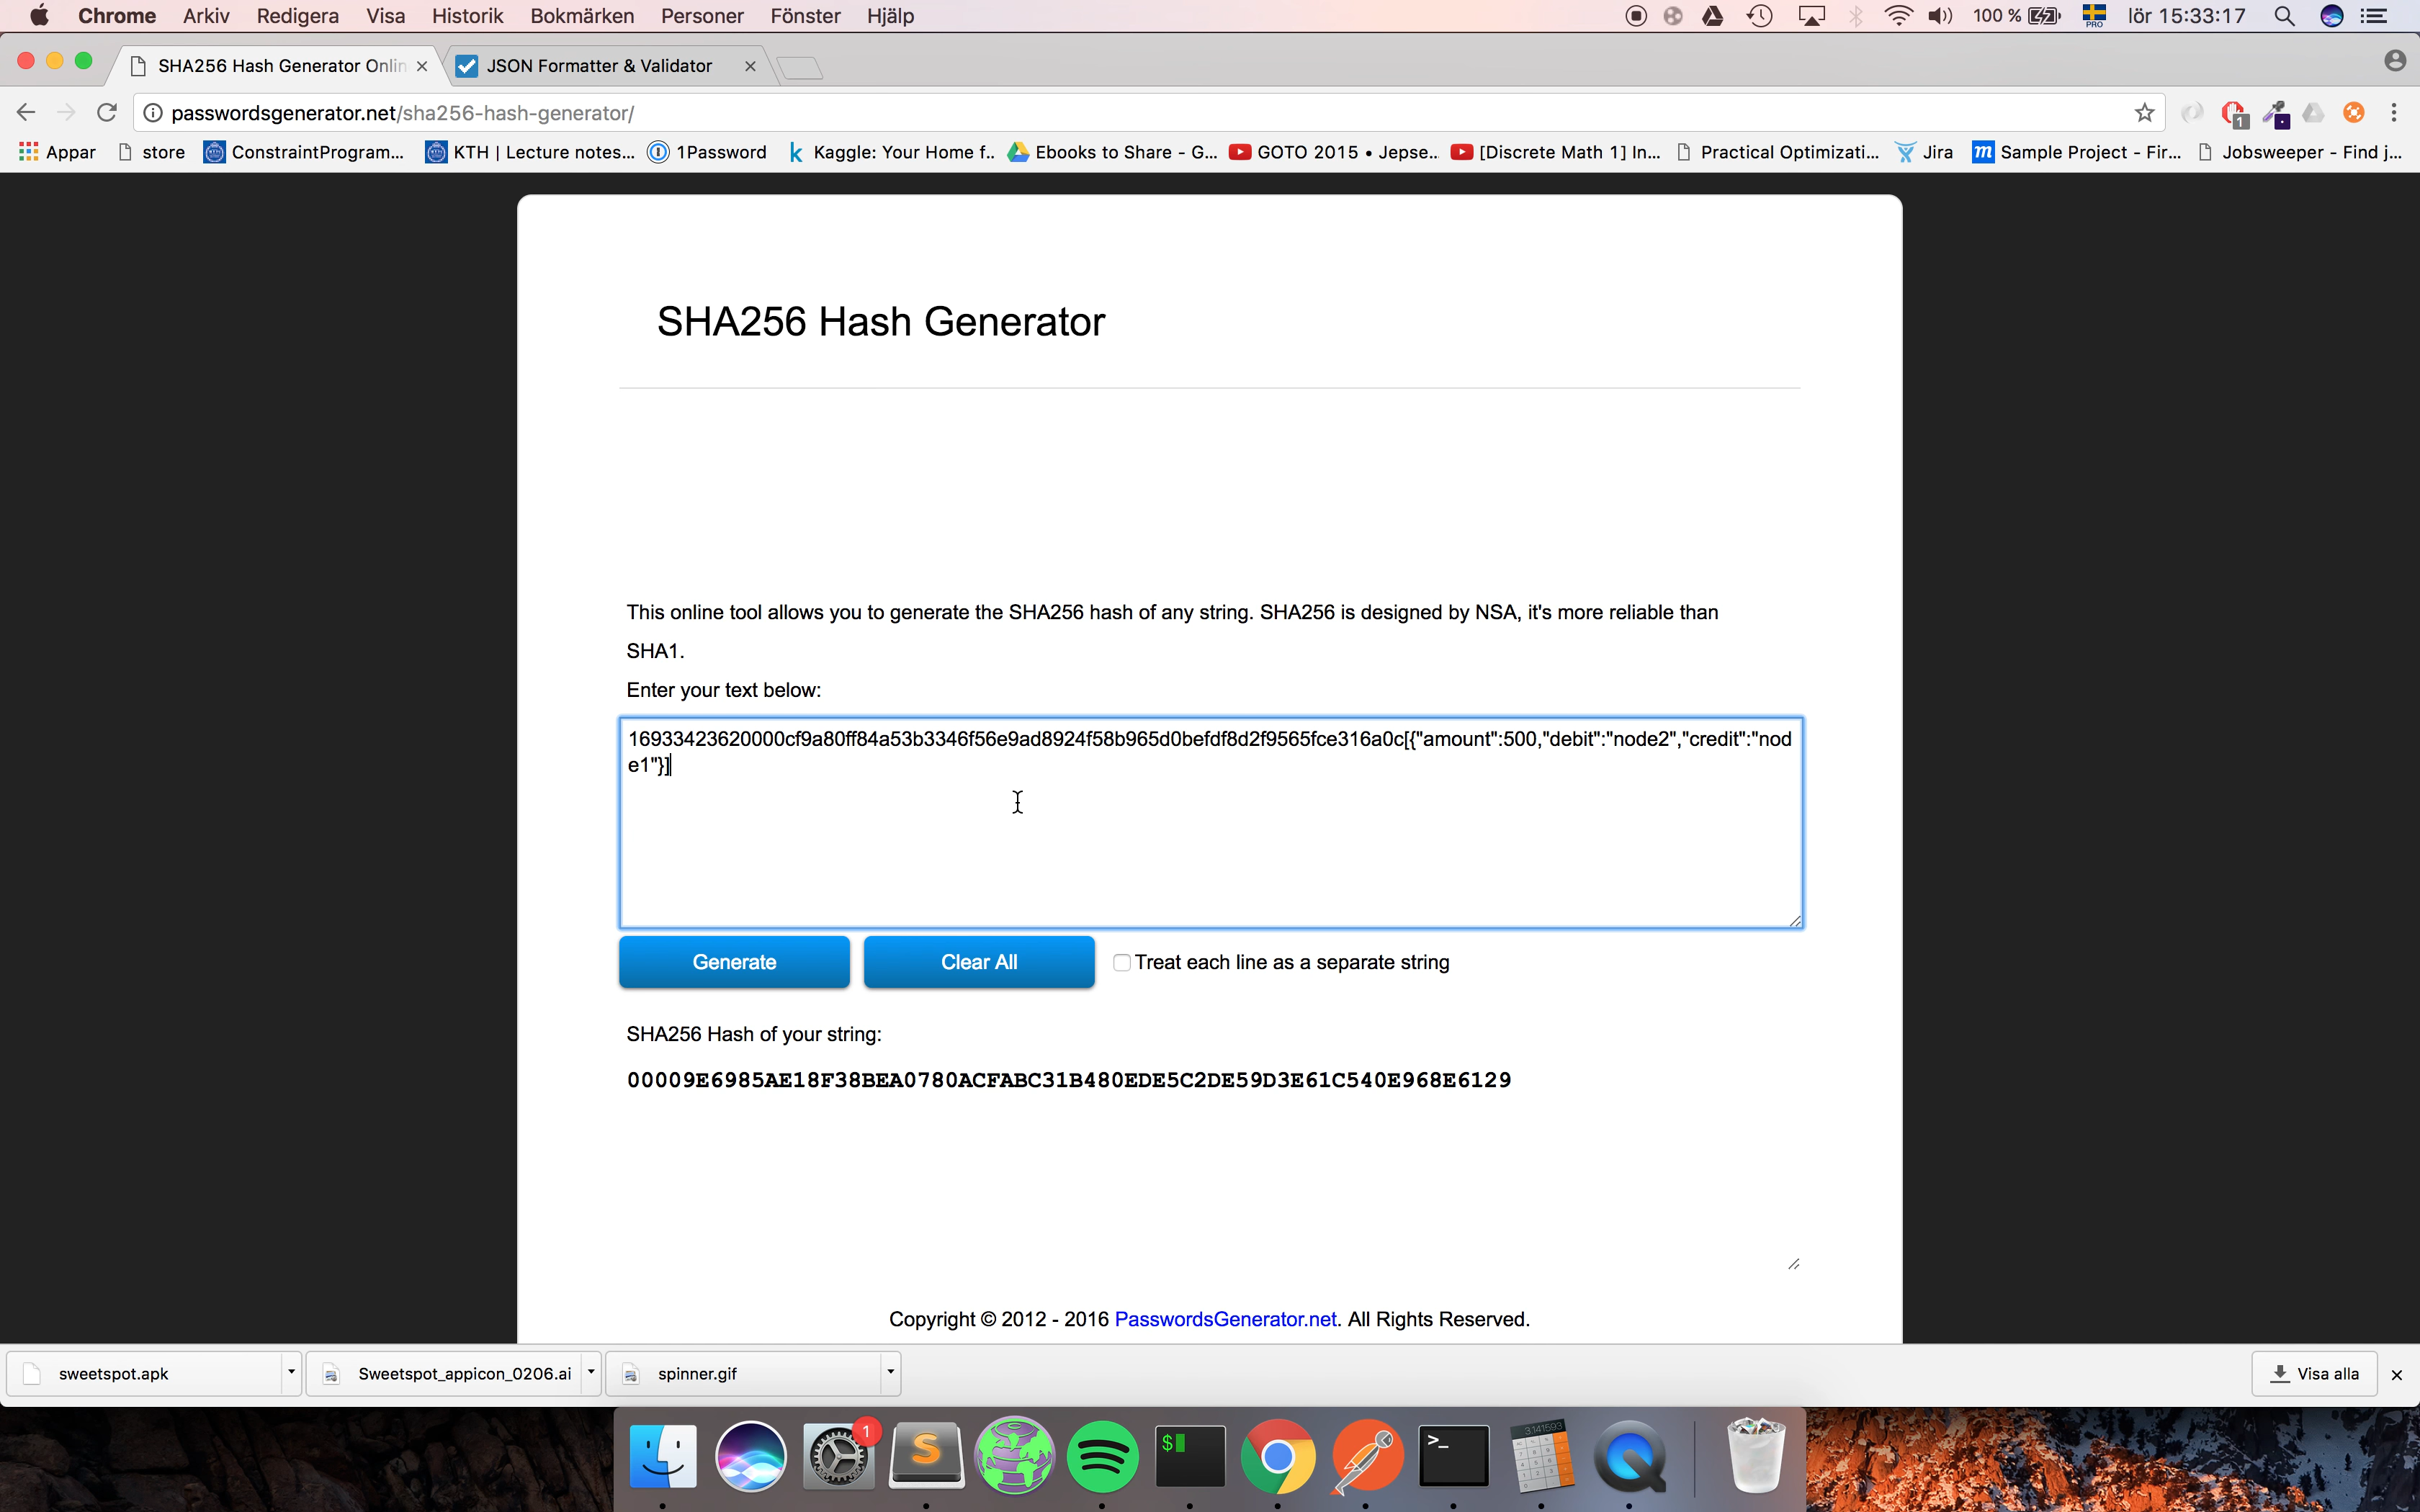 Chrome Arkiv Redigera Visa Historik Bokmärken Personer Fönster Hjälp 100 % PRO lör 15:33:17
SHA256 Hash Generator Onlin JSON Formatter & Validator
passwordsgenerator.net/sha256-hash-generator/ 1
Appar store ConstraintProgram... KTH | Lecture notes... 1Password Kaggle: Your Home f.. Ebooks to Share - G... GOTO 2015 • Jepse.. [Discrete Math 1] In... Practical Optimizati... Jira Sample Project - Fir... Jobsweeper - Find j...
SHA256 Hash Generator
This online tool allows you to generate the SHA256 hash of any string. SHA256 is designed by NSA, it's more reliable than
SHA1.
Enter your text below:
16933423620000cf9a80ff84a53b3346f56e9ad8924f58b965d0befdf8d2f9565fce316a0c[{"amount":500,"debit":"node2","credit":"nod
e1"}]
Generate Clear All Treat each line as a separate string
SHA256 Hash of your string:
00009E6985AE18F38BEA0780ACFABC31B480EDE5C2DE59D3E61C540E968E6129
Copyright © 2012 - 2016 PasswordsGenerator.net. All Rights Reserved.
sweetspot.apk Sweetspot_appicon_0206.ai spinner.gif Visa alla
1 S $ >_ 3.141593